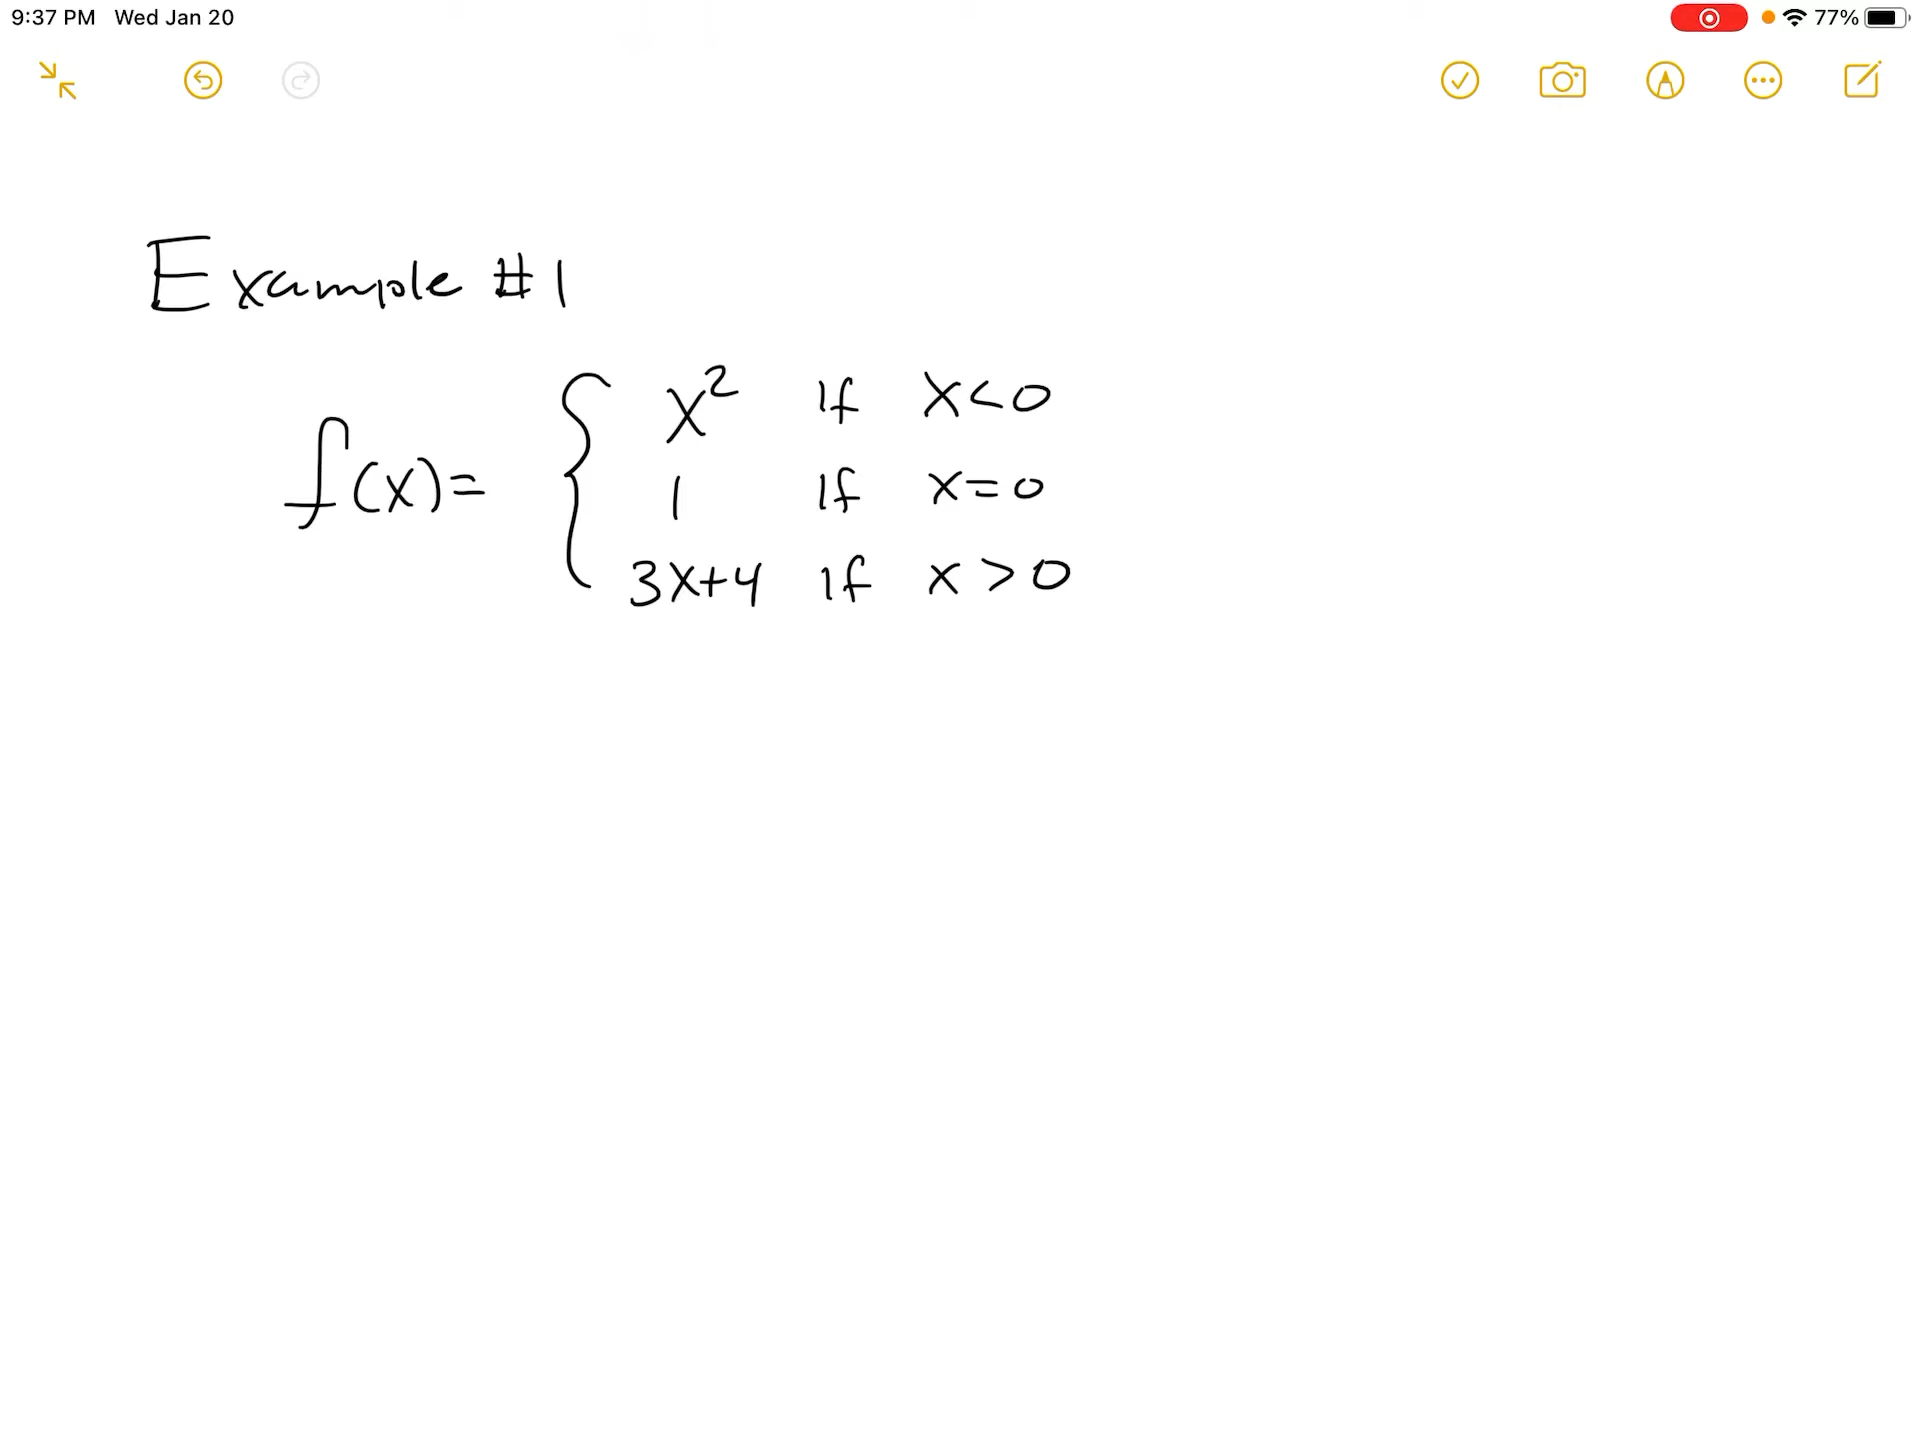 9:37 PM Wed Jan 20 77%
Example #1
x² if x<0
f(x)= { 1 if x=0
3x+4 if x>0